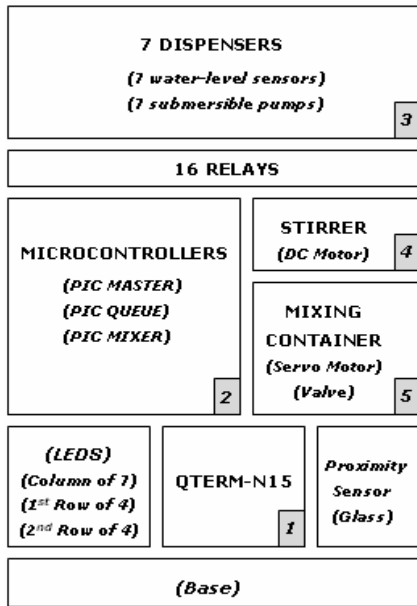 7 DISPENSERS
(7 water-level sensors)
(7 submersible pumps)
3
16 RELAYS
MICROCONTROLLERS
(PIC MASTER)
(PIC QUEUE)
(PIC MIXER)
2
STIRRER
(DC Motor)
4
MIXING
CONTAINER
(Servo Motor)
(Valve)
5
(LEDS)
(Column of 7)
(1st Row of 4)
(2nd Row of 4)
QTERM-N15
1
Proximity
Sensor
(Glass)
(Base)